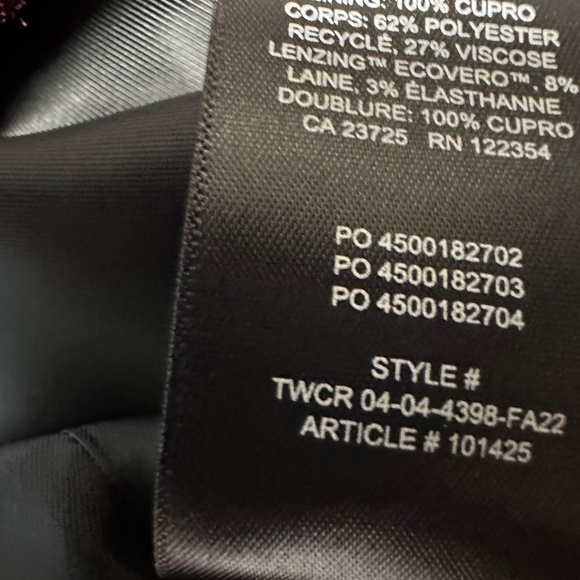 LINING: 100% CUPRO
CORPS: 62% POLYESTER
RECYCLÉ, 27% VISCOSE
LENZING™ ECOVERO™, 8%
LAINE, 3% ÉLASTHANNE
DOUBLURE: 100% CUPRO
CA 23725 RN 122354
PO 4500182702
PO 4500182703
PO 4500182704
STYLE #
TWCR 04-04-4398-FA22
ARTICLE # 101425